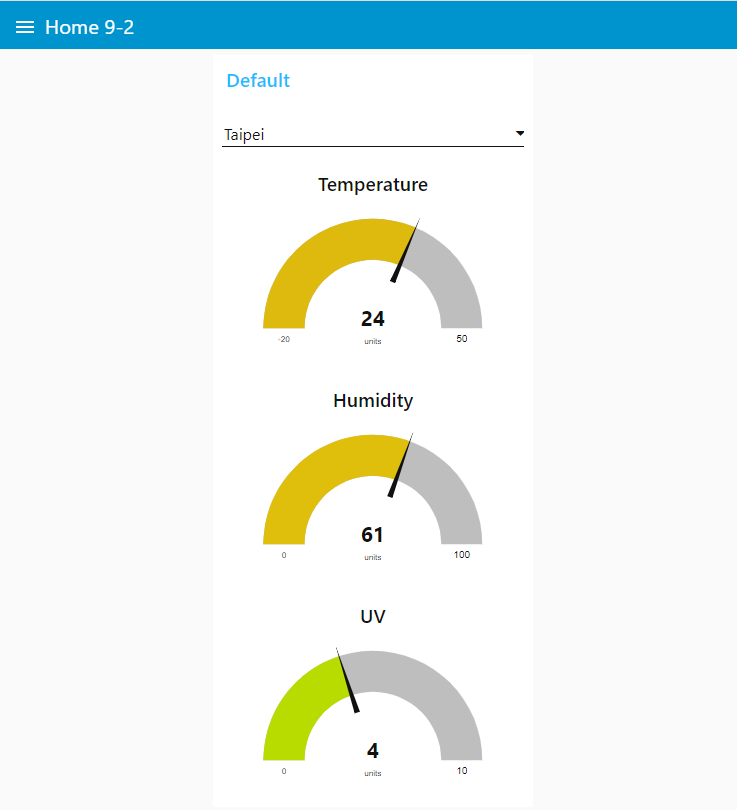 Home 9-2
Default
Taipei
Temperature
24
-20 units 50
Humidity
61
0 units 100
UV
4
0 units 10